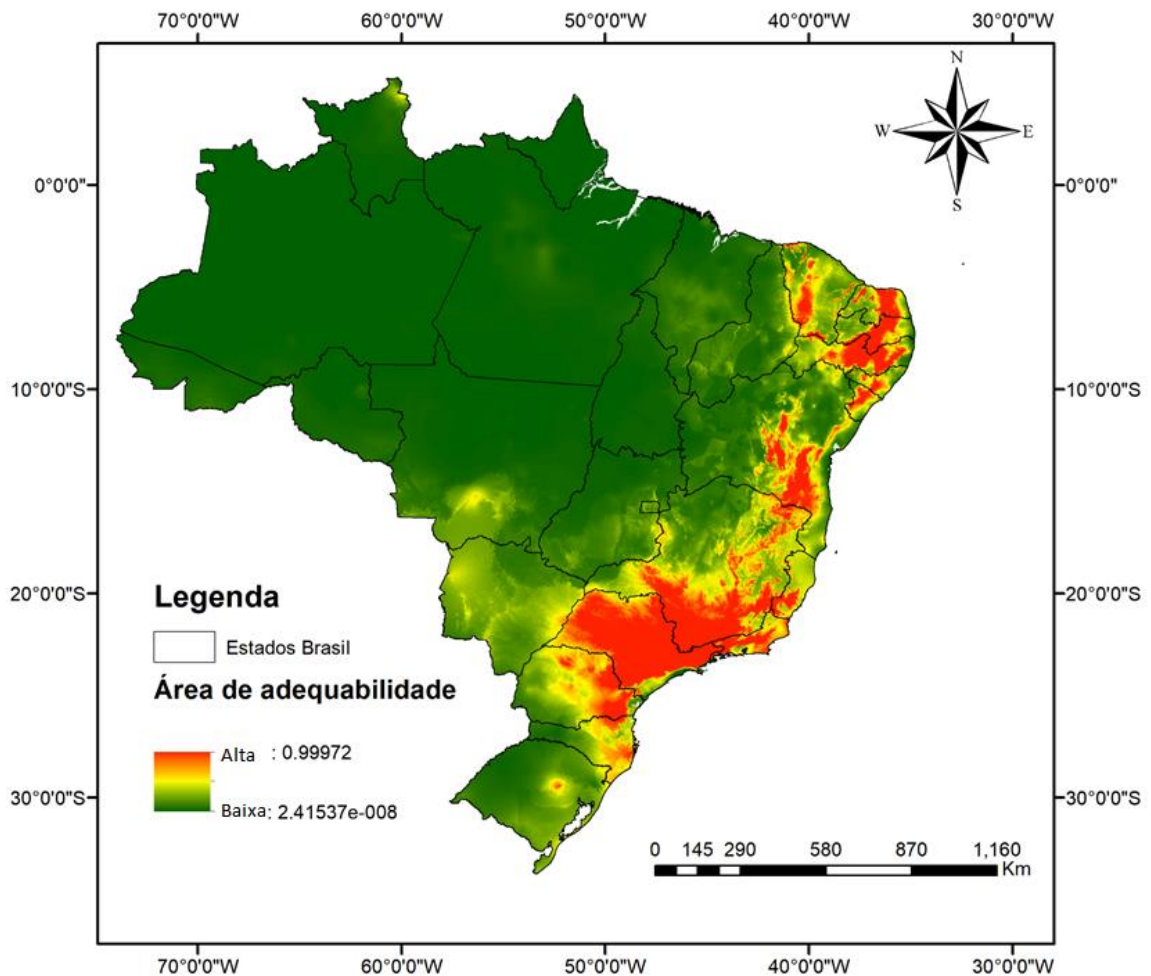 70°0'0"W 60°0'0"W 50°0'0"W 40°0'0"W 30°0'0"W
N
W E
S
0°0'0" 0°0'0"
10°0'0"S 10°0'0"S
20°0'0"S 20°0'0"S
Legenda
Estados Brasil
Área de adequabilidade
Alta : 0.99972
Baixa: 2.41537e-008
30°0'0"S 30°0'0"S
0 145 290 580 870 1,160
Km
70°0'0"W 60°0'0"W 50°0'0"W 40°0'0"W 30°0'0"W